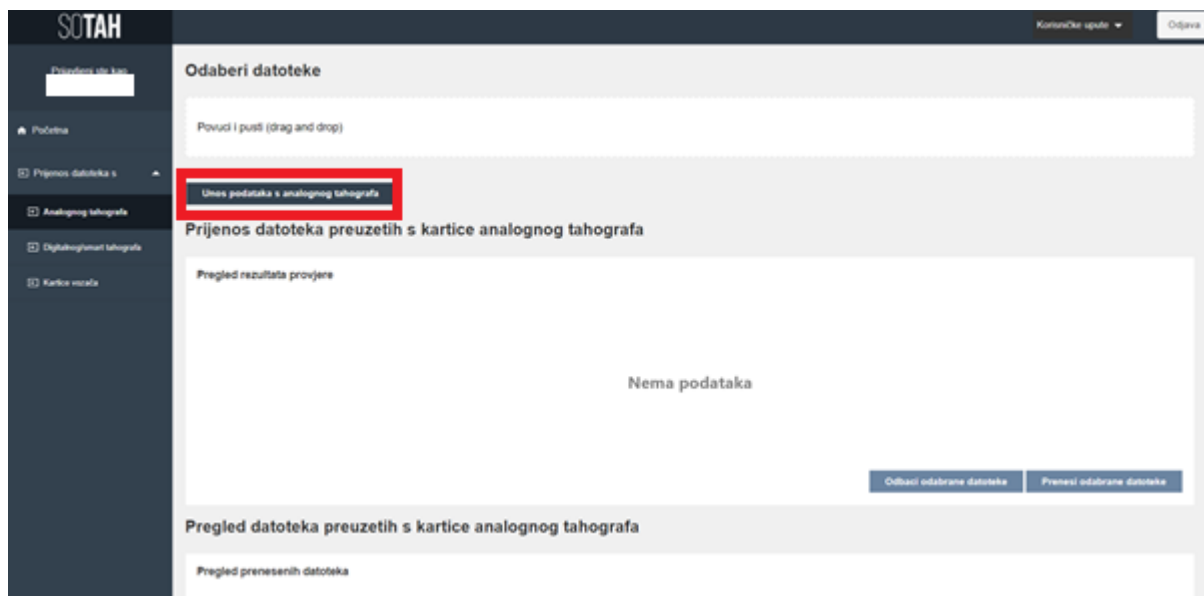 SOTAH
Korisničke upute
Odjava
Prijavljeni ste kao
Odaberi datoteke
Povuci i pusti (drag and drop)
Početna
Prijenos datoteka s
Analognog tahografa
Digitalnog/smart tahografa
Kartice vozača
Unos podataka s analognog tahografa
Prijenos datoteka preuzetih s kartice analognog tahografa
Pregled rezultata provjere
Nema podataka
Odbaci odabrane datoteke
Prenesi odabrane datoteke
Pregled datoteka preuzetih s kartice analognog tahografa
Pregled prenesenih datoteka